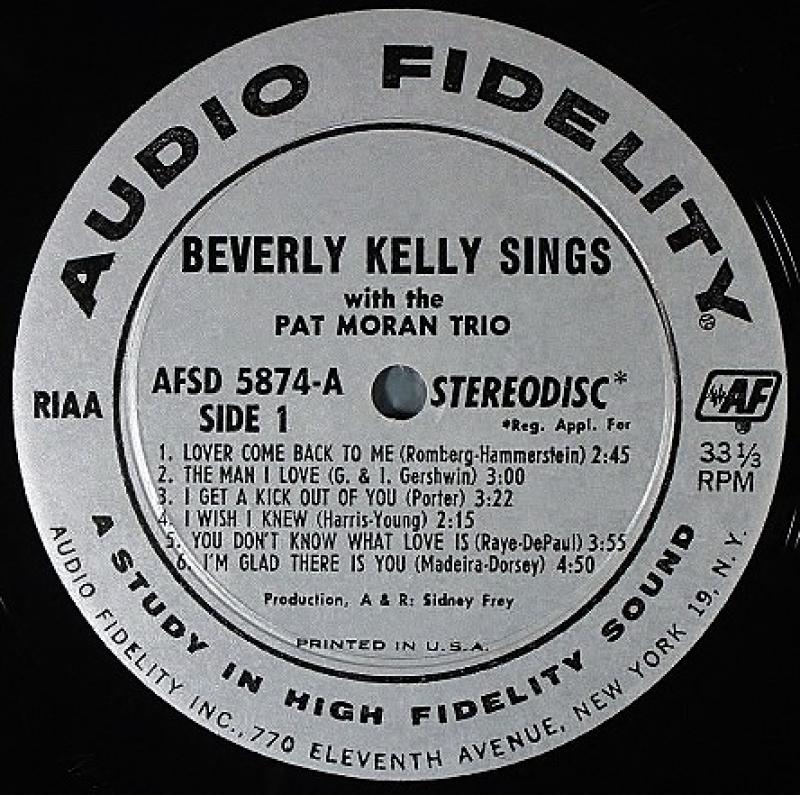 AUDIO FIDELITY®
BEVERLY KELLY SINGS
with the
PAT MORAN TRIO
AFSD 5874-A
SIDE 1
STEREODISC*
*Reg. Appl. For
RIAA
AF
33 1/3
RPM
1. LOVER COME BACK TO ME (Romberg-Hammerstein) 2:45
2. THE MAN I LOVE (G. & I. Gershwin) 3:00
3. I GET A KICK OUT OF YOU (Porter) 3:22
4. I WISH I KNEW (Harris-Young) 2:15
5. YOU DON'T KNOW WHAT LOVE IS (Raye-DePaul) 3:55
6. I'M GLAD THERE IS YOU (Madeira-Dorsey) 4:50
Production, A & R: Sidney Frey
PRINTED IN U.S.A.
A STUDY IN HIGH FIDELITY SOUND
AUDIO FIDELITY INC., 770 ELEVENTH AVENUE, NEW YORK 19, N.Y.